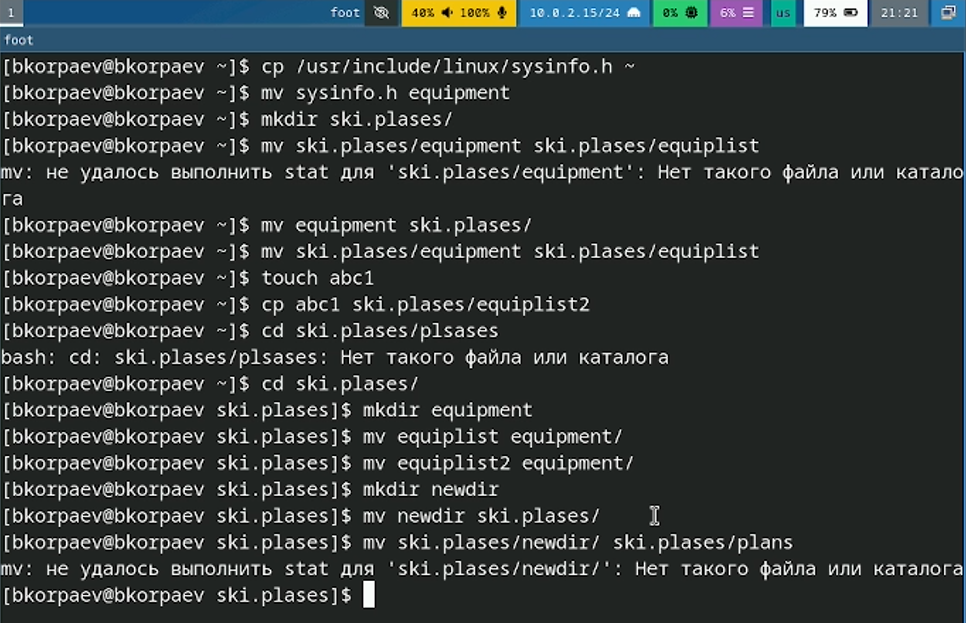 1 foot 40% 100% 10.0.2.15/24 0% 6% us 79% 21:21
foot
[bkorpaev@bkorpaev ~]$ cp /usr/include/linux/sysinfo.h ~
[bkorpaev@bkorpaev ~]$ mv sysinfo.h equipment
[bkorpaev@bkorpaev ~]$ mkdir ski.plases/
[bkorpaev@bkorpaev ~]$ mv ski.plases/equipment ski.plases/equiplist
mv: не удалось выполнить stat для 'ski.plases/equipment': Нет такого файла или катало
га
[bkorpaev@bkorpaev ~]$ mv equipment ski.plases/
[bkorpaev@bkorpaev ~]$ mv ski.plases/equipment ski.plases/equiplist
[bkorpaev@bkorpaev ~]$ touch abc1
[bkorpaev@bkorpaev ~]$ cp abc1 ski.plases/equiplist2
[bkorpaev@bkorpaev ~]$ cd ski.plases/plsases
bash: cd: ski.plases/plsases: Нет такого файла или каталога
[bkorpaev@bkorpaev ~]$ cd ski.plases/
[bkorpaev@bkorpaev ski.plases]$ mkdir equipment
[bkorpaev@bkorpaev ski.plases]$ mv equiplist equipment/
[bkorpaev@bkorpaev ski.plases]$ mv equiplist2 equipment/
[bkorpaev@bkorpaev ski.plases]$ mkdir newdir
[bkorpaev@bkorpaev ski.plases]$ mv newdir ski.plases/
[bkorpaev@bkorpaev ski.plases]$ mv ski.plases/newdir/ ski.plases/plans
mv: не удалось выполнить stat для 'ski.plases/newdir/': Нет такого файла или каталога
[bkorpaev@bkorpaev ski.plases]$